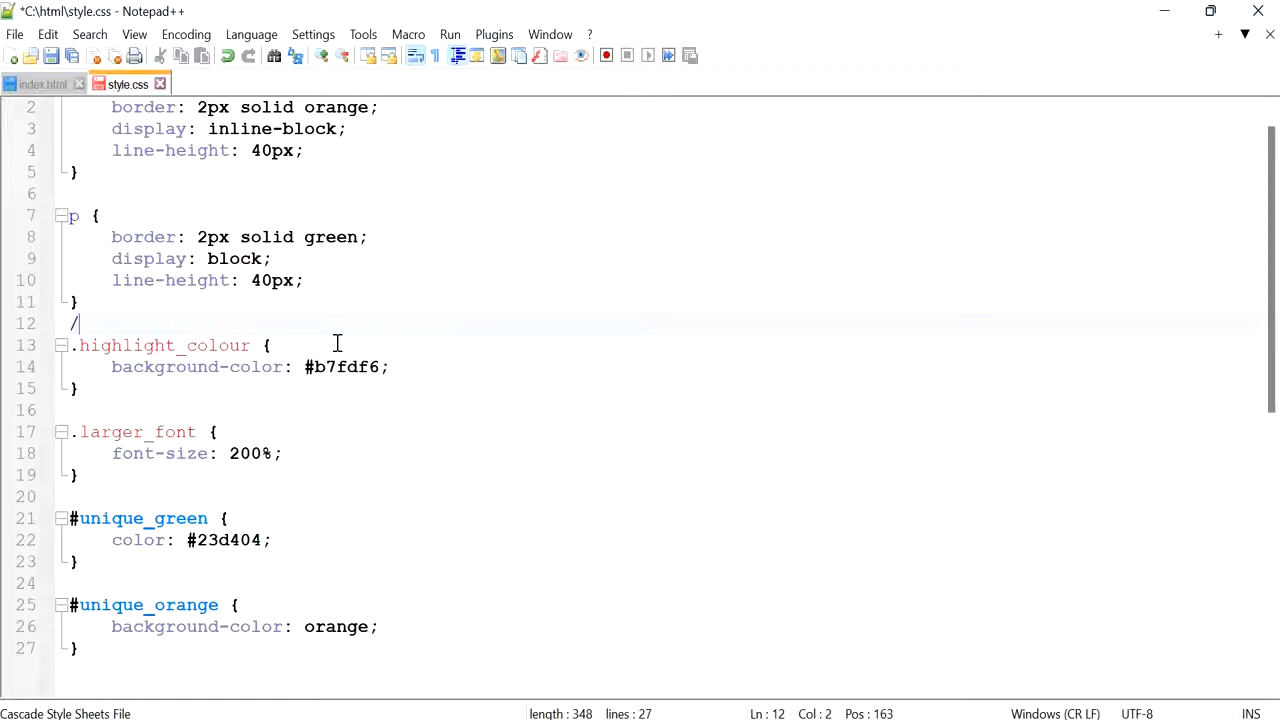 *C:\html\style.css - Notepad++
File Edit Search View Encoding Language Settings Tools Macro Run Plugins Window ?
index.html style.css
2 border: 2px solid orange;
3 display: inline-block;
4 line-height: 40px;
5 }
6
7 p {
8 border: 2px solid green;
9 display: block;
10 line-height: 40px;
11 }
12 /
13 .highlight_colour {
14 background-color: #b7fdf6;
15 }
16
17 .larger_font {
18 font-size: 200%;
19 }
20
21 #unique_green {
22 color: #23d404;
23 }
24
25 #unique_orange {
26 background-color: orange;
27 }
Cascade Style Sheets File length : 348 lines : 27 Ln : 12 Col : 2 Pos : 163 Windows (CR LF) UTF-8 INS